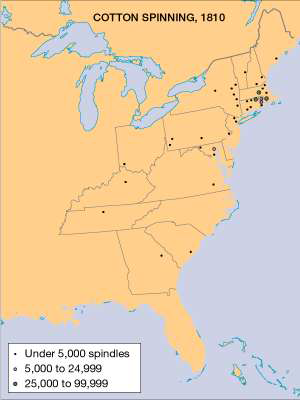 COTTON SPINNING, 1810
Under 5,000 spindles
5,000 to 24,999
25,000 to 99,999